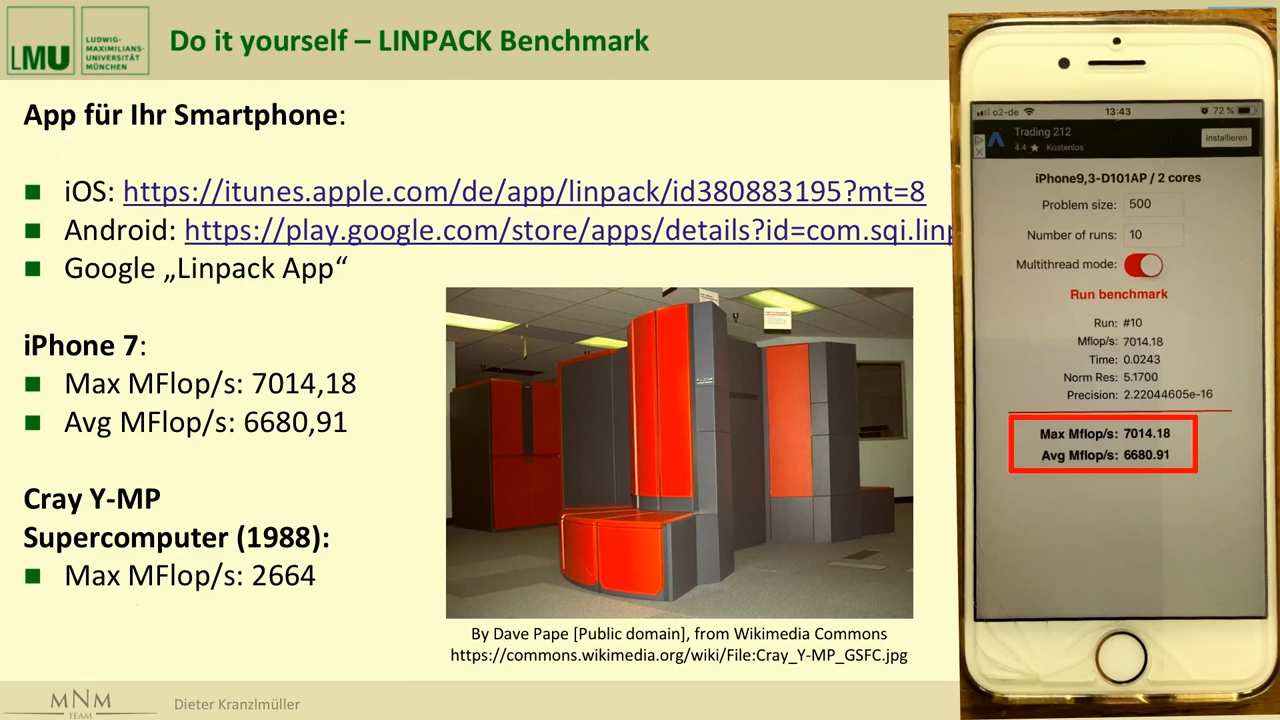 LMU
LUDWIG-
MAXIMILIANS-
UNIVERSITÄT
MÜNCHEN
Do it yourself – LINPACK Benchmark
App für Ihr Smartphone:
iOS: https://itunes.apple.com/de/app/linpack/id380883195?mt=8
Android: https://play.google.com/store/apps/details?id=com.sqi.linp
Google „Linpack App“
iPhone 7:
Max MFlop/s: 7014,18
Avg MFlop/s: 6680,91
Cray Y-MP
Supercomputer (1988):
Max MFlop/s: 2664
By Dave Pape [Public domain], from Wikimedia Commons
https://commons.wikimedia.org/wiki/File:Cray_Y-MP_GSFC.jpg
MNM
TEAM
Dieter Kranzlmüller
o2-de 13:43 72 %
Trading 212
4.4 ★ Kostenlos
Installieren
iPhone9,3-D101AP / 2 cores
Problem size: 500
Number of runs: 10
Multithread mode:
Run benchmark
Run: #10
Mflop/s: 7014.18
Time: 0.0243
Norm Res: 5.1700
Precision: 2.22044605e-16
Max Mflop/s: 7014.18
Avg Mflop/s: 6680.91